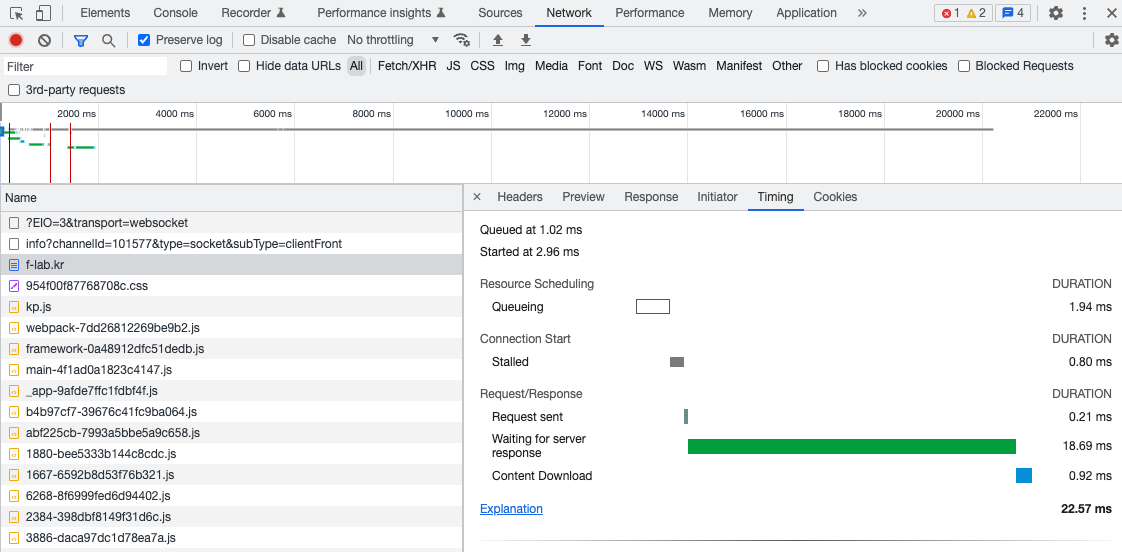 Elements Console Recorder Performance insights Sources Network Performance Memory Application » 1 2 4
Preserve log Disable cache No throttling
Filter Invert Hide data URLs All Fetch/XHR JS CSS Img Media Font Doc WS Wasm Manifest Other Has blocked cookies Blocked Requests
3rd-party requests
2000 ms 4000 ms 6000 ms 8000 ms 10000 ms 12000 ms 14000 ms 16000 ms 18000 ms 20000 ms 22000 ms
Name
?EIO=3&transport=websocket
info?channelId=101577&type=socket&subType=clientFront
f-lab.kr
954f00f87768708c.css
kp.js
webpack-7dd26812269be9b2.js
framework-0a48912dfc51dedb.js
main-4f1ad0a1823c4147.js
_app-9afde7ffc1fdbf4f.js
b4b97cf7-39676c41fc9ba064.js
abf225cb-7993a5bbe5a9c658.js
1880-bee5333b144c8cdc.js
1667-6592b8d53f76b321.js
6268-8f6999fed6d94402.js
2384-398dbf8149f31d6c.js
3886-daca97dc1d78ea7a.js
Headers Preview Response Initiator Timing Cookies
Queued at 1.02 ms
Started at 2.96 ms
Resource Scheduling DURATION
Queueing 1.94 ms
Connection Start DURATION
Stalled 0.80 ms
Request/Response DURATION
Request sent 0.21 ms
Waiting for server
response 18.69 ms
Content Download 0.92 ms
Explanation 22.57 ms